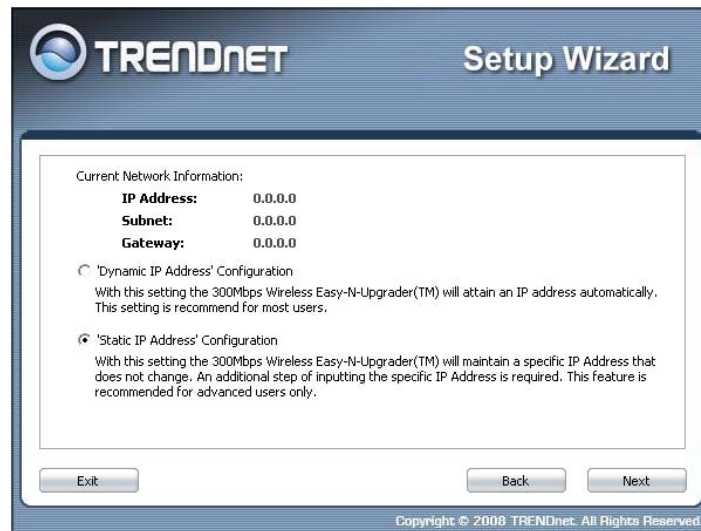 TRENDNET
Setup Wizard
Current Network Information:
IP Address: 0.0.0.0
Subnet: 0.0.0.0
Gateway: 0.0.0.0
'Dynamic IP Address' Configuration
With this setting the 300Mbps Wireless Easy-N-Upgrader(TM) will attain an IP address automatically.
This setting is recommend for most users.
'Static IP Address' Configuration
With this setting the 300Mbps Wireless Easy-N-Upgrader(TM) will maintain a specific IP Address that
does not change. An additional step of inputting the specific IP Address is required. This feature is
recommended for advanced users only.
Exit
Back
Next
Copyright © 2008 TRENDnet. All Rights Reserved